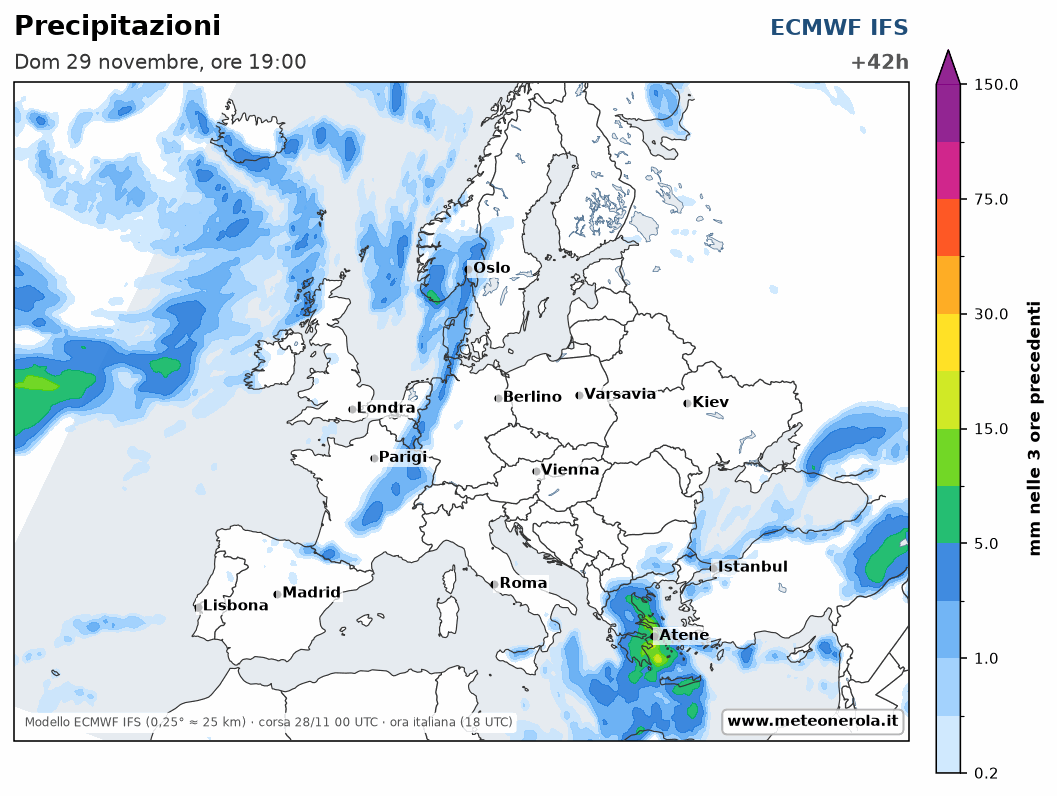 Precipitazioni
ECMWF IFS
Dom 29 novembre, ore 19:00
+42h
150.0
75.0
30.0
15.0
5.0
1.0
0.2
mm nelle 3 ore precedenti
Oslo
Berlino
Varsavia
Kiev
Londra
Parigi
Vienna
Istanbul
Roma
Madrid
Lisbona
Atene
Modello ECMWF IFS (0,25° ≈ 25 km) · corsa 28/11 00 UTC · ora italiana (18 UTC)
www.meteonerola.it